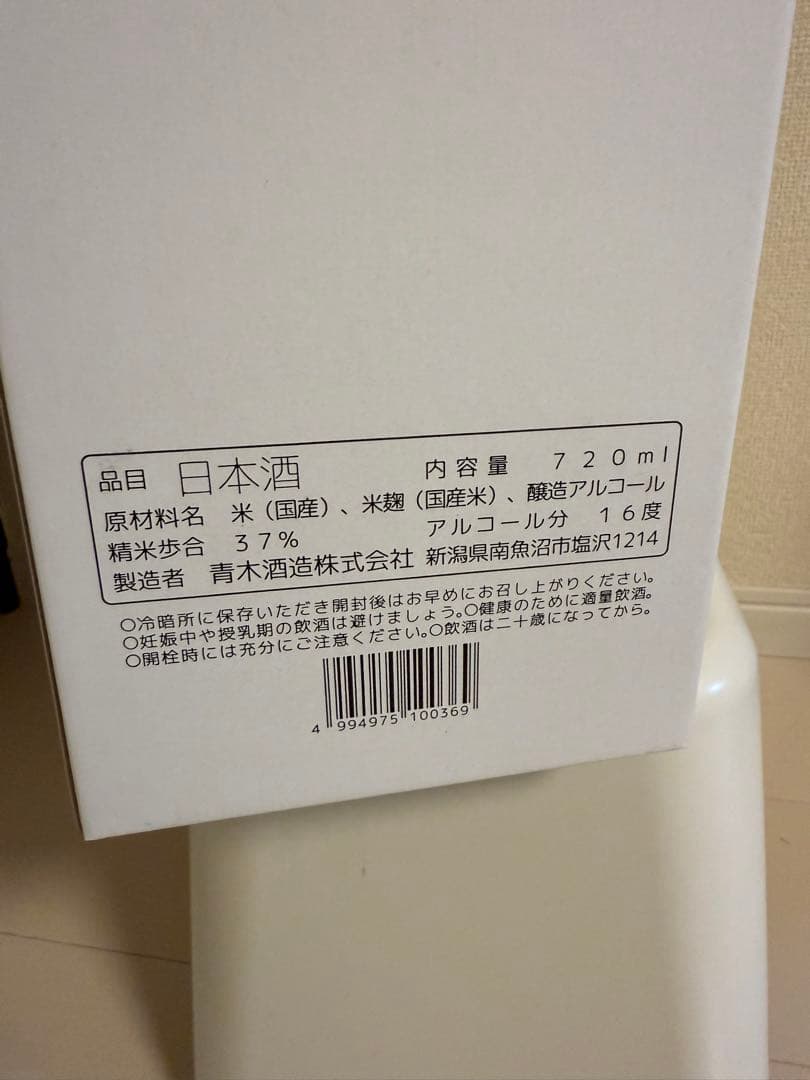 品目 日本酒 内容量 720ml
原材料名 米（国産）、米麹（国産米）、醸造アルコール
精米歩合 37% アルコール分 16度
製造者 青木酒造株式会社 新潟県南魚沼市塩沢1214
○冷暗所に保存いただき開封後はお早めにお召し上がりください。
○妊娠中や授乳期の飲酒は避けましょう。○健康のために適量飲酒。
○開栓時には充分にご注意ください。○飲酒は二十歳になってから。
4 994975 100369